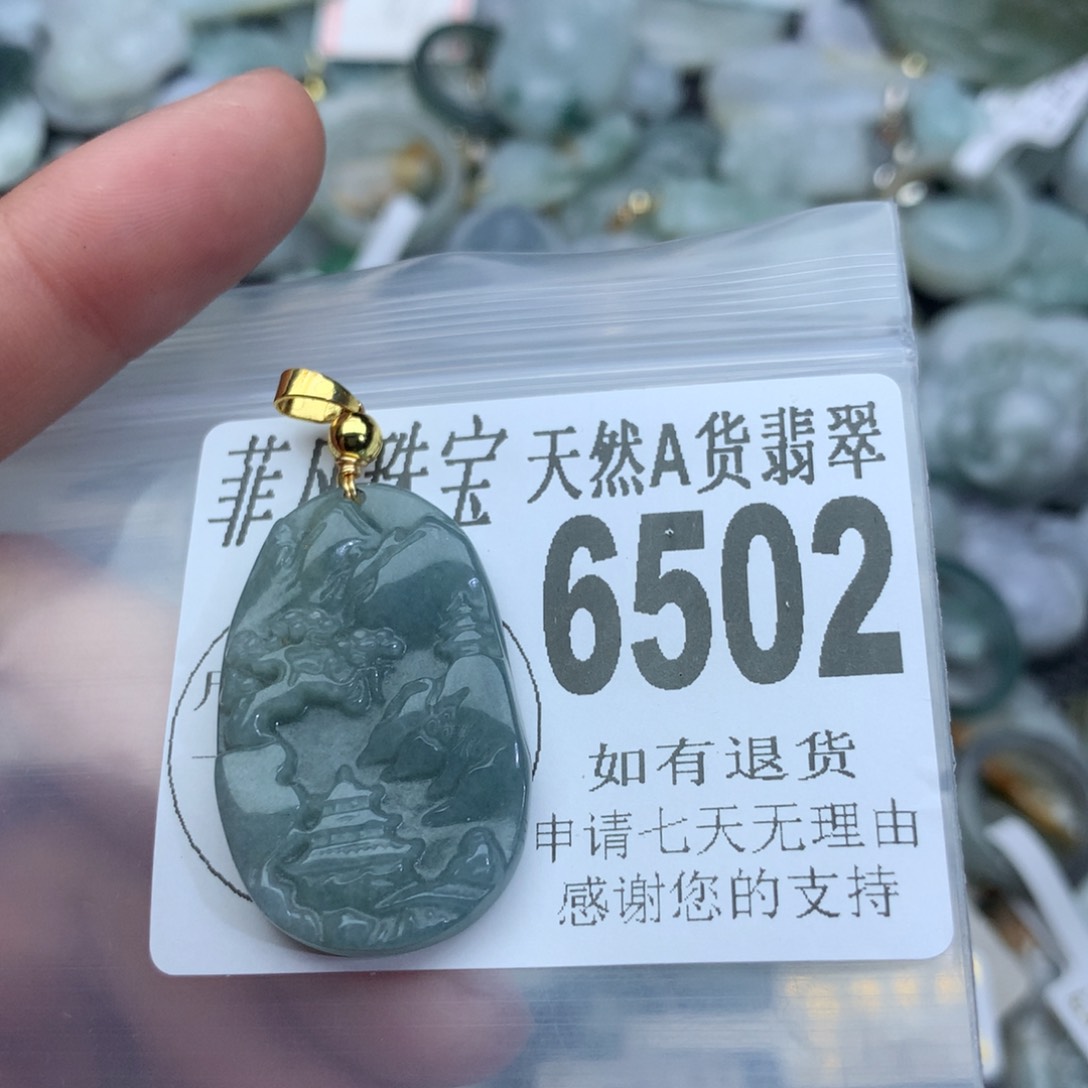 菲凡珠宝 天然A货翡翠
6502
如有退货
申请七天无理由
感谢您的支持